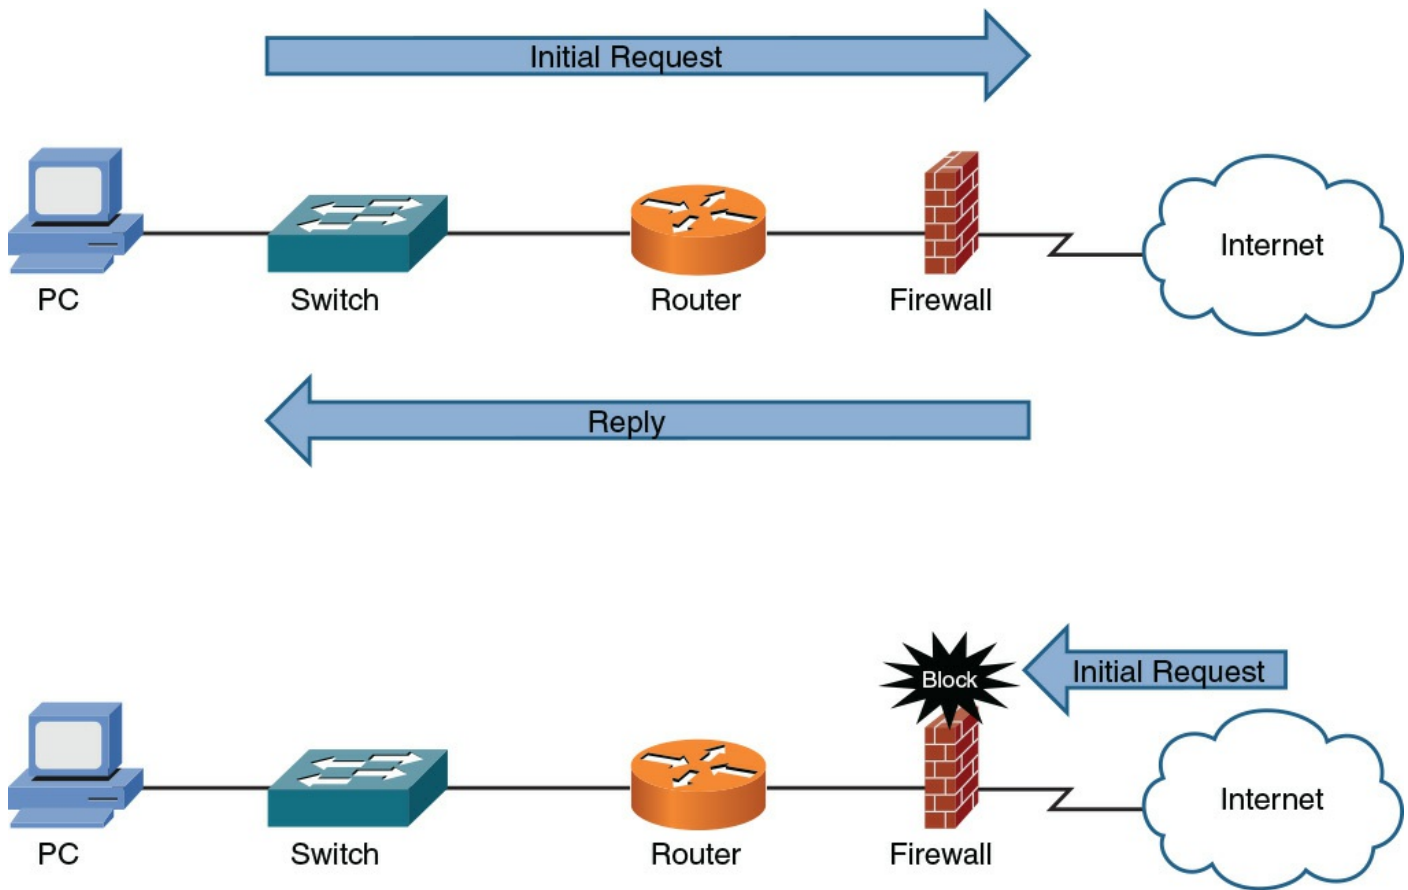 Initial Request
Internet
PC
Switch
Router
Firewall
Reply
Block
Initial Request
Internet
PC
Switch
Router
Firewall